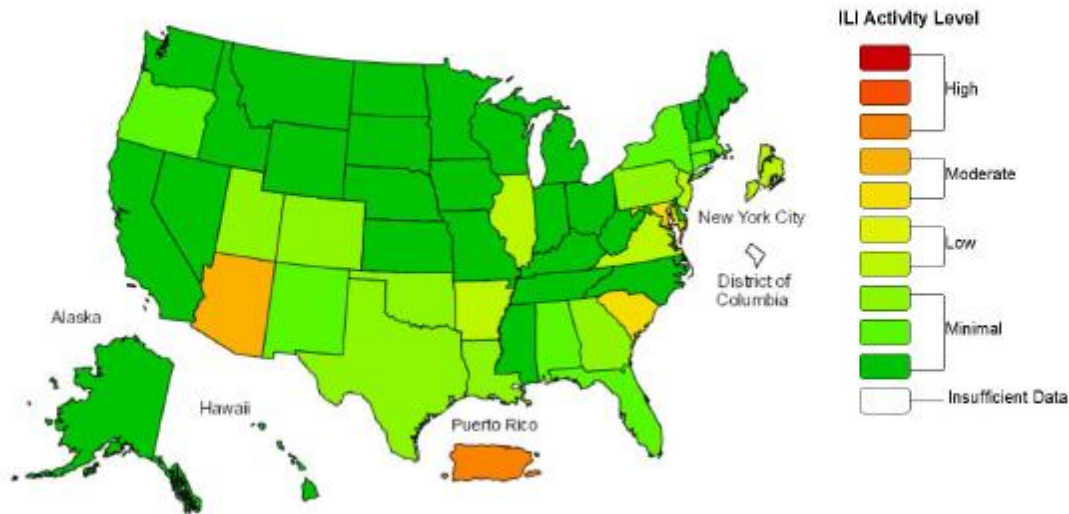 ILI Activity Level
High
Moderate
New York City
Low
District of
Columbia
Alaska
Minimal
Hawaii
Insufficient Data
Puerto Rico